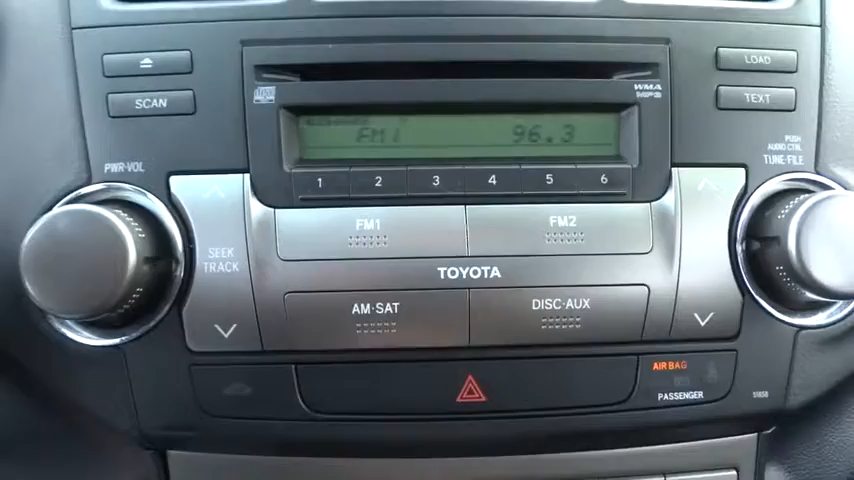 LOAD
WMA
MP3
SCAN
TEXT
FM1 96.3
PUSH
AUDIO CTRL
PWR·VOL
TUNE/FILE
1 2 3 4 5 6
FM1 FM2
SEEK
TRACK
TOYOTA
AM·SAT DISC·AUX
AIR BAG
PASSENGER